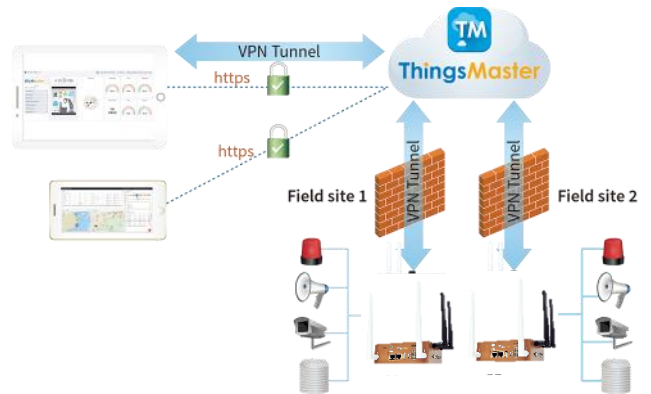 VPN Tunnel
TM
ThingsMaster
https
https
VPN Tunnel
VPN Tunnel
Field site 1
Field site 2